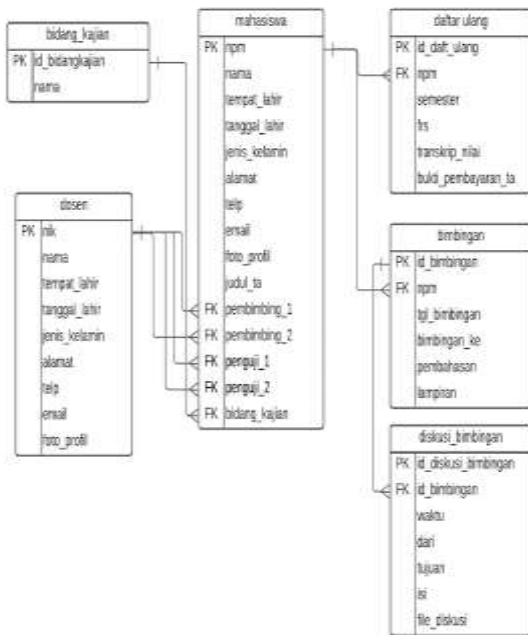 bidang_kajian
PK id_bidangkajian
nama
dosen
PK nik
nama
tempat_lahir
tanggal_lahir
jenis_kelamin
alamat
telp
email
foto_profil
mahasiswa
PK npm
nama
tempat_lahir
tanggal_lahir
jenis_kelamin
alamat
telp
email
foto_profil
judul_ta
FK pembimbing_1
FK pembimbing_2
FK penguji_1
FK penguji_2
FK bidang_kajian
daftar ulang
PK id_daft_ulang
FK npm
semester
frs
transkrip_nilai
bukti_pembayaran_ta
bimbingan
PK id_bimbingan
FK npm
tgl_bimbingan
bimbingan_ke
pembahasan
lampiran
diskusi_bimbingan
PK id_diskusi_bimbingan
FK id_bimbingan
waktu
dari
tujuan
isi
file_diskusi